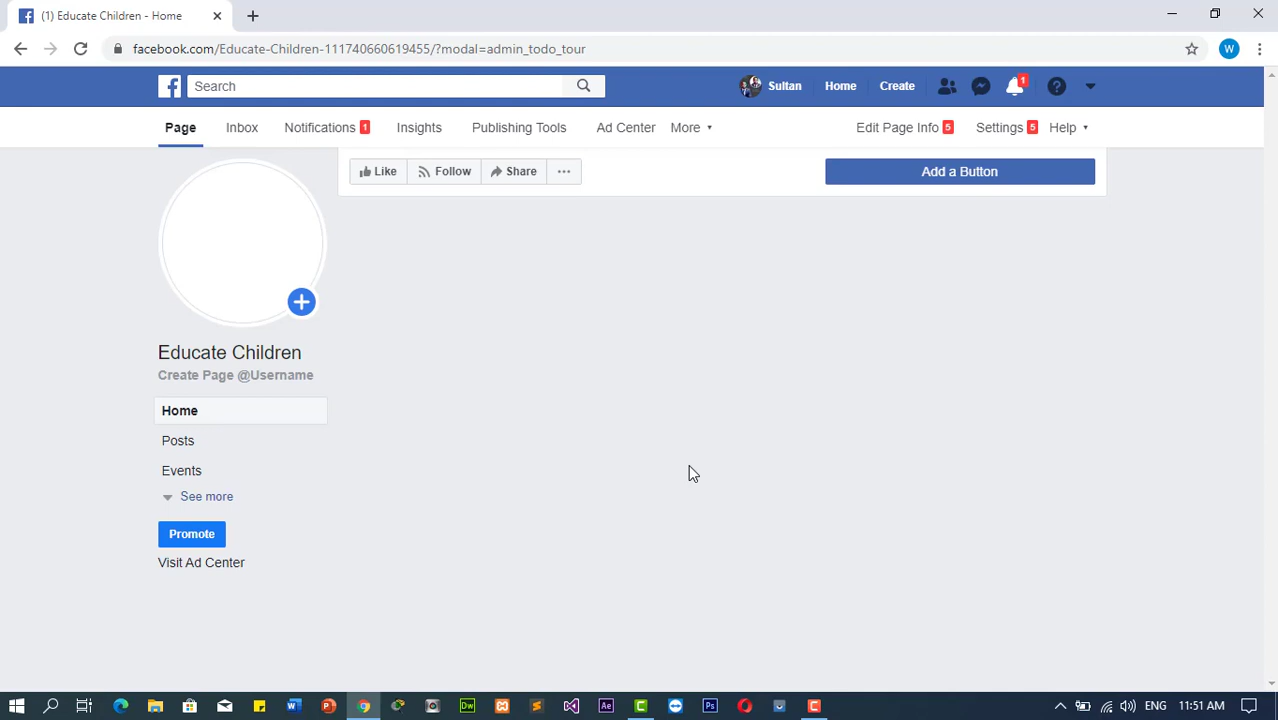 (1) Educate Children - Home
facebook.com/Educate-Children-111740660619455/?modal=admin_todo_tour
W
Search
Sultan Home Create 1
Page Inbox Notifications 1 Insights Publishing Tools Ad Center More Edit Page Info 5 Settings 5 Help
Like Follow Share ... Add a Button
Educate Children
Create Page @Username
Home
Posts
Events
See more
Promote
Visit Ad Center
ENG 11:51 AM